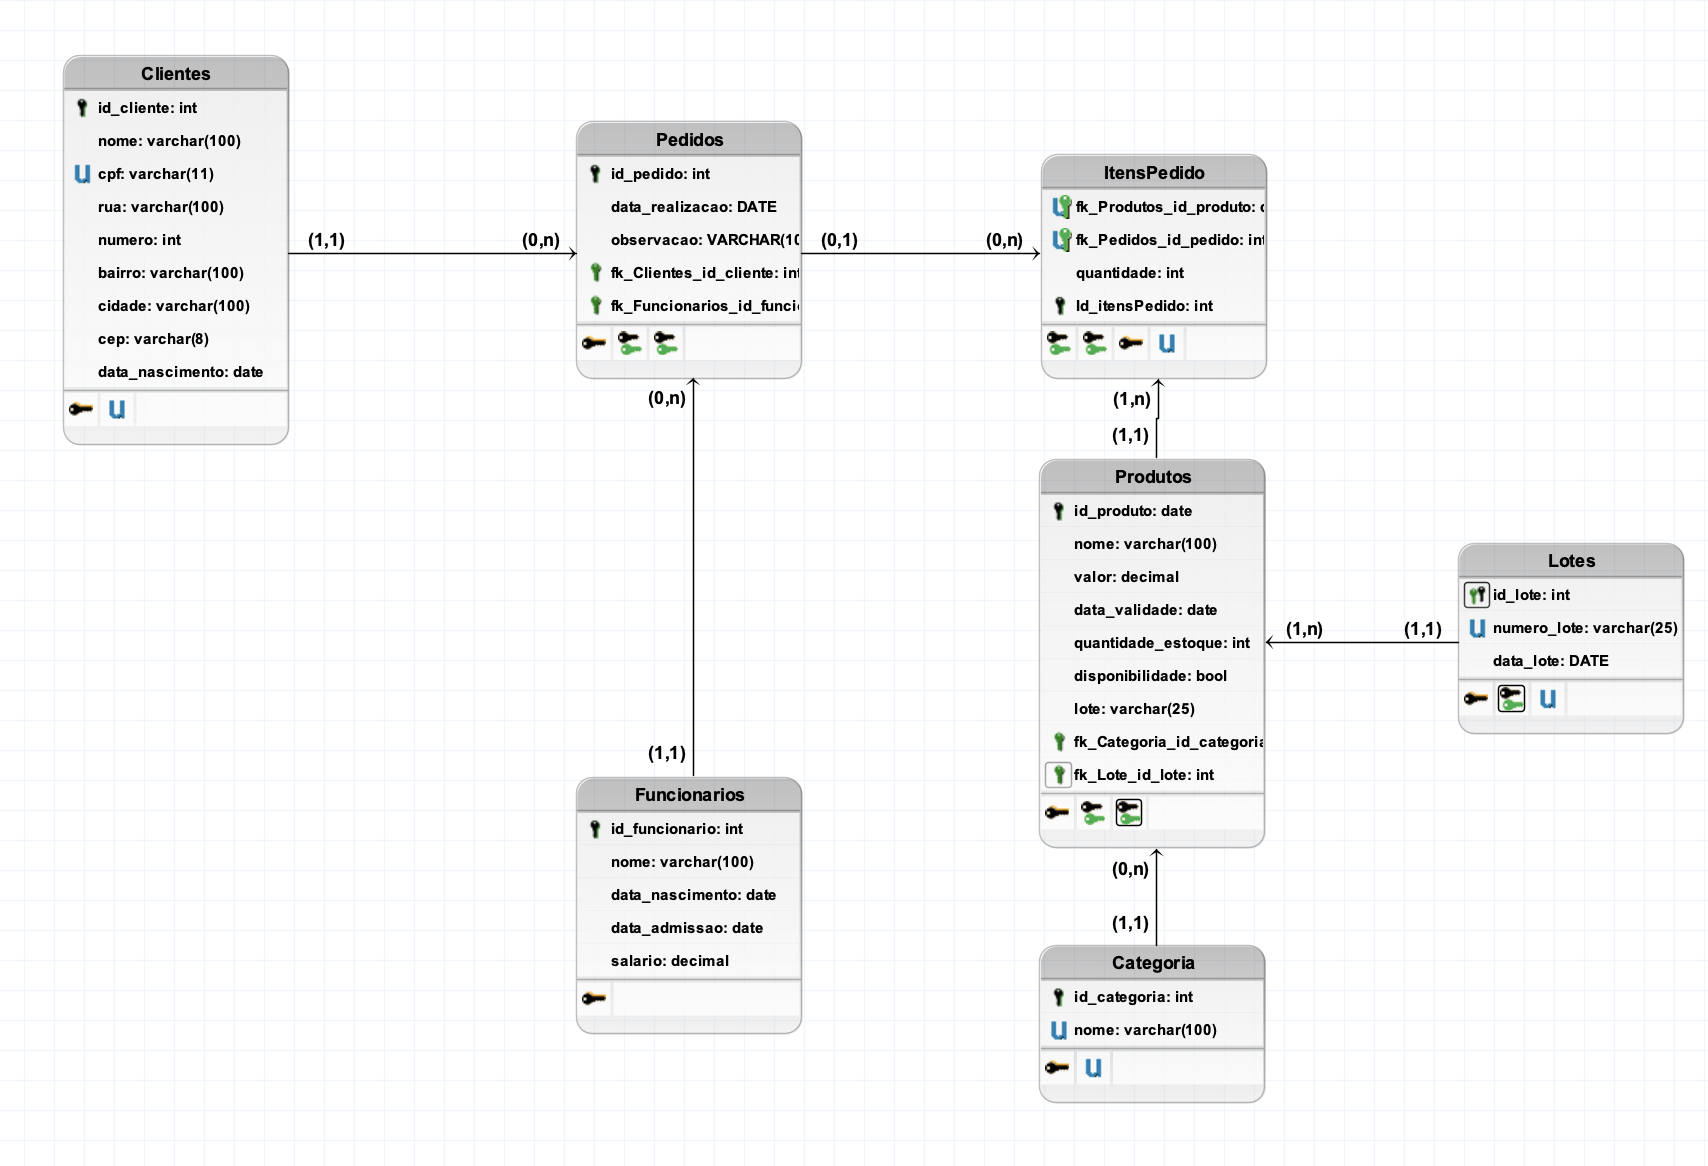 Clientes
id_cliente: int
nome: varchar(100)
cpf: varchar(11)
rua: varchar(100)
numero: int
bairro: varchar(100)
cidade: varchar(100)
cep: varchar(8)
data_nascimento: date
(1,1)
(0,n)
Pedidos
id_pedido: int
data_realizacao: DATE
observacao: VARCHAR(10
fk_Clientes_id_cliente: int
fk_Funcionarios_id_funci
(0,1)
(0,n)
ItensPedido
fk_Produtos_id_produto:
fk_Pedidos_id_pedido: int
quantidade: int
Id_itensPedido: int
(0,n)
(1,1)
Funcionarios
id_funcionario: int
nome: varchar(100)
data_nascimento: date
data_admissao: date
salario: decimal
(1,n)
(1,1)
Produtos
id_produto: date
nome: varchar(100)
valor: decimal
data_validade: date
quantidade_estoque: int
disponibilidade: bool
lote: varchar(25)
fk_Categoria_id_categoria
fk_Lote_id_lote: int
(1,n)
(1,1)
Lotes
id_lote: int
numero_lote: varchar(25)
data_lote: DATE
(0,n)
(1,1)
Categoria
id_categoria: int
nome: varchar(100)